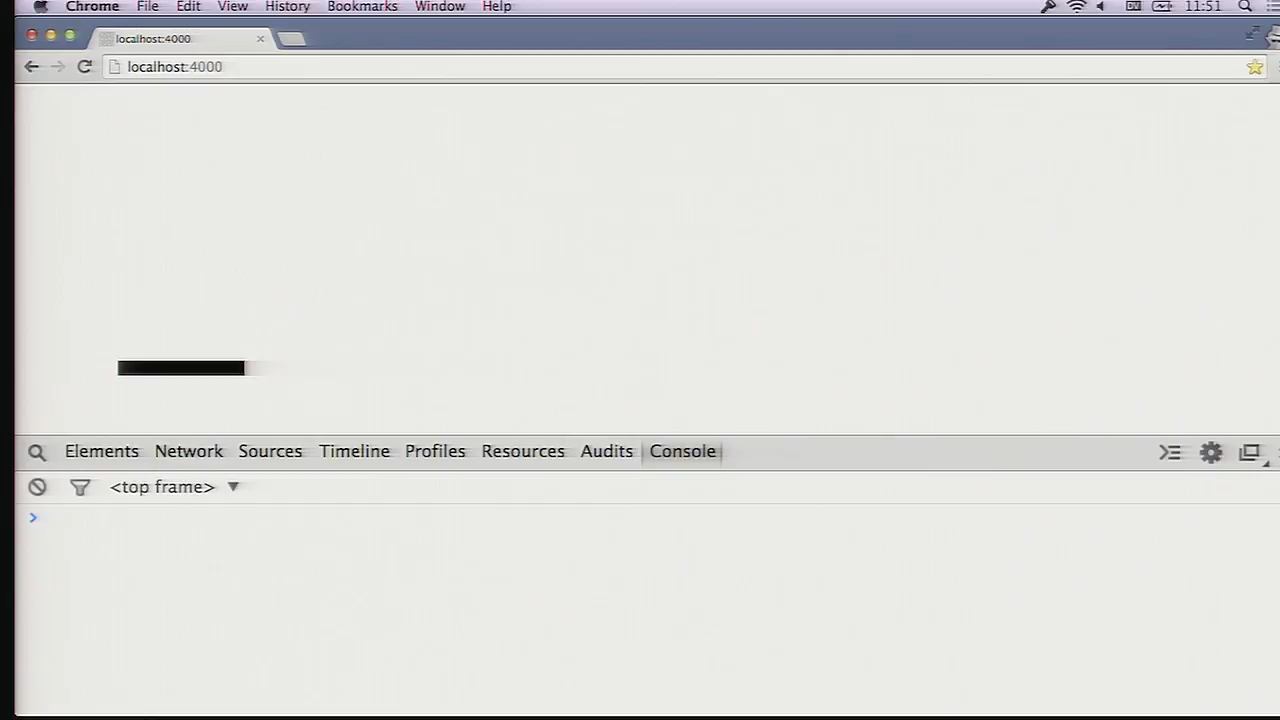 Chrome File Edit View History Bookmarks Window Help 11:51
localhost:4000
localhost:4000
Elements Network Sources Timeline Profiles Resources Audits Console
<top frame>